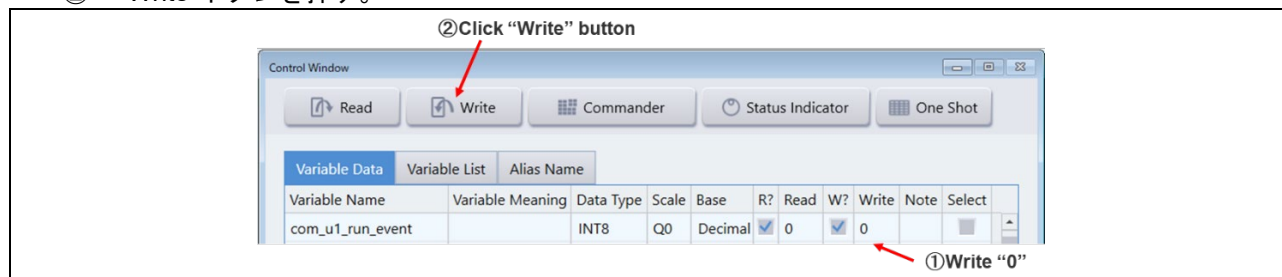 ②Click “Write” button
Control Window
Read Write Commander Status Indicator One Shot
Variable Data Variable List Alias Name
Variable Name Variable Meaning Data Type Scale Base R? Read W? Write Note Select
com_u1_run_event INT8 Q0 Decimal 0 0
①Write “0”